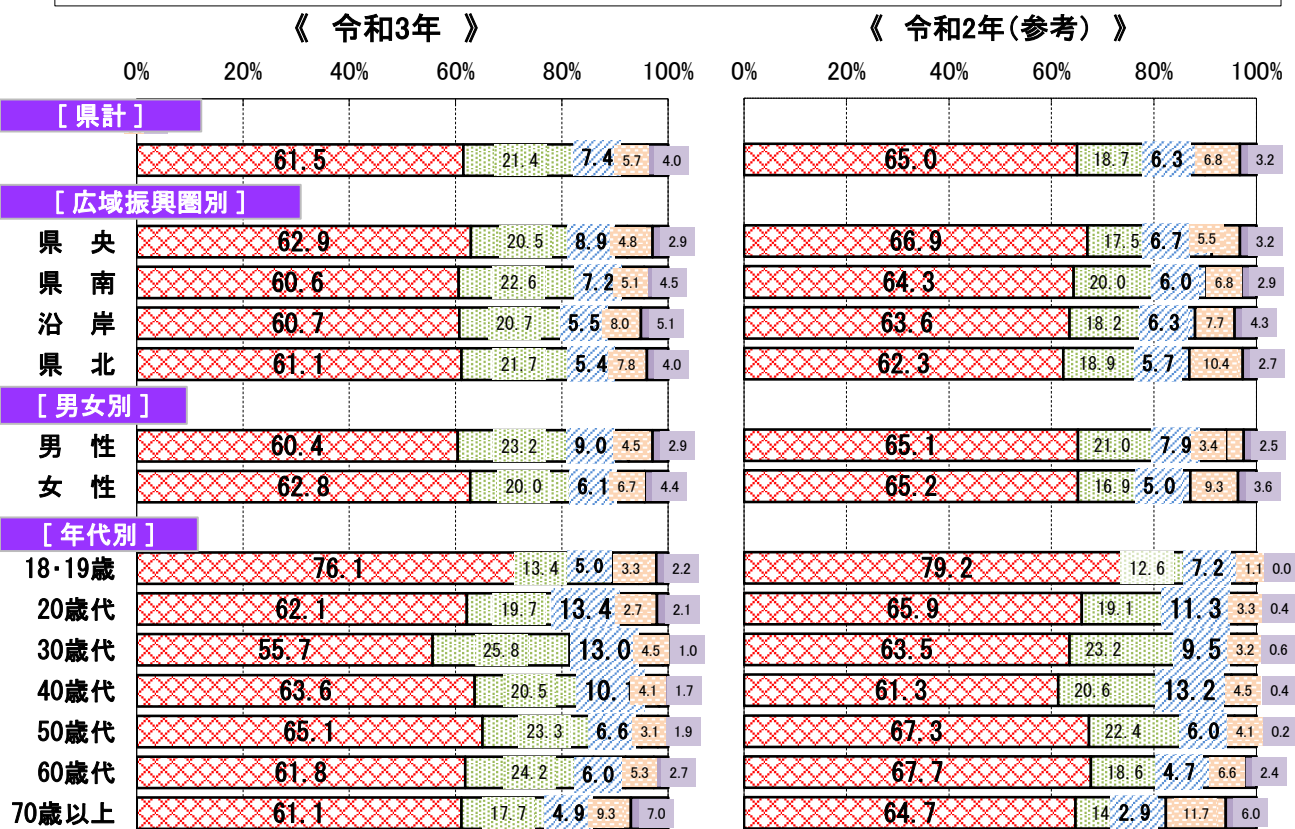 《 令和3年 》 《 令和2年(参考) 》
0% 20% 40% 60% 80% 100% 0% 20% 40% 60% 80% 100%
[ 県計 ]
61.5 21.4 7.4 5.7 4.0 65.0 18.7 6.3 6.8 3.2
[ 広域振興圏別 ]
県 央 62.9 20.5 8.9 4.8 2.9 66.9 17.5 6.7 5.5 3.2
県 南 60.6 22.6 7.2 5.1 4.5 64.3 20.0 6.0 6.8 2.9
沿 岸 60.7 20.7 5.5 8.0 5.1 63.6 18.2 6.3 7.7 4.3
県 北 61.1 21.7 5.4 7.8 4.0 62.3 18.9 5.7 10.4 2.7
[ 男女別 ]
男 性 60.4 23.2 9.0 4.5 2.9 65.1 21.0 7.9 3.4 2.5
女 性 62.8 20.0 6.1 6.7 4.4 65.2 16.9 5.0 9.3 3.6
[ 年代別 ]
18・19歳 76.1 13.4 5.0 3.3 2.2 79.2 12.6 7.2 1.1 0.0
20歳代 62.1 19.7 13.4 2.7 2.1 65.9 19.1 11.3 3.3 0.4
30歳代 55.7 25.8 13.0 4.5 1.0 63.5 23.2 9.5 3.2 0.6
40歳代 63.6 20.5 10.1 4.1 1.7 61.3 20.6 13.2 4.5 0.4
50歳代 65.1 23.3 6.6 3.1 1.9 67.3 22.4 6.0 4.1 0.2
60歳代 61.8 24.2 6.0 5.3 2.7 67.7 18.6 4.7 6.6 2.4
70歳以上 61.1 17.7 4.9 9.3 7.0 64.7 14 2.9 11.7 6.0